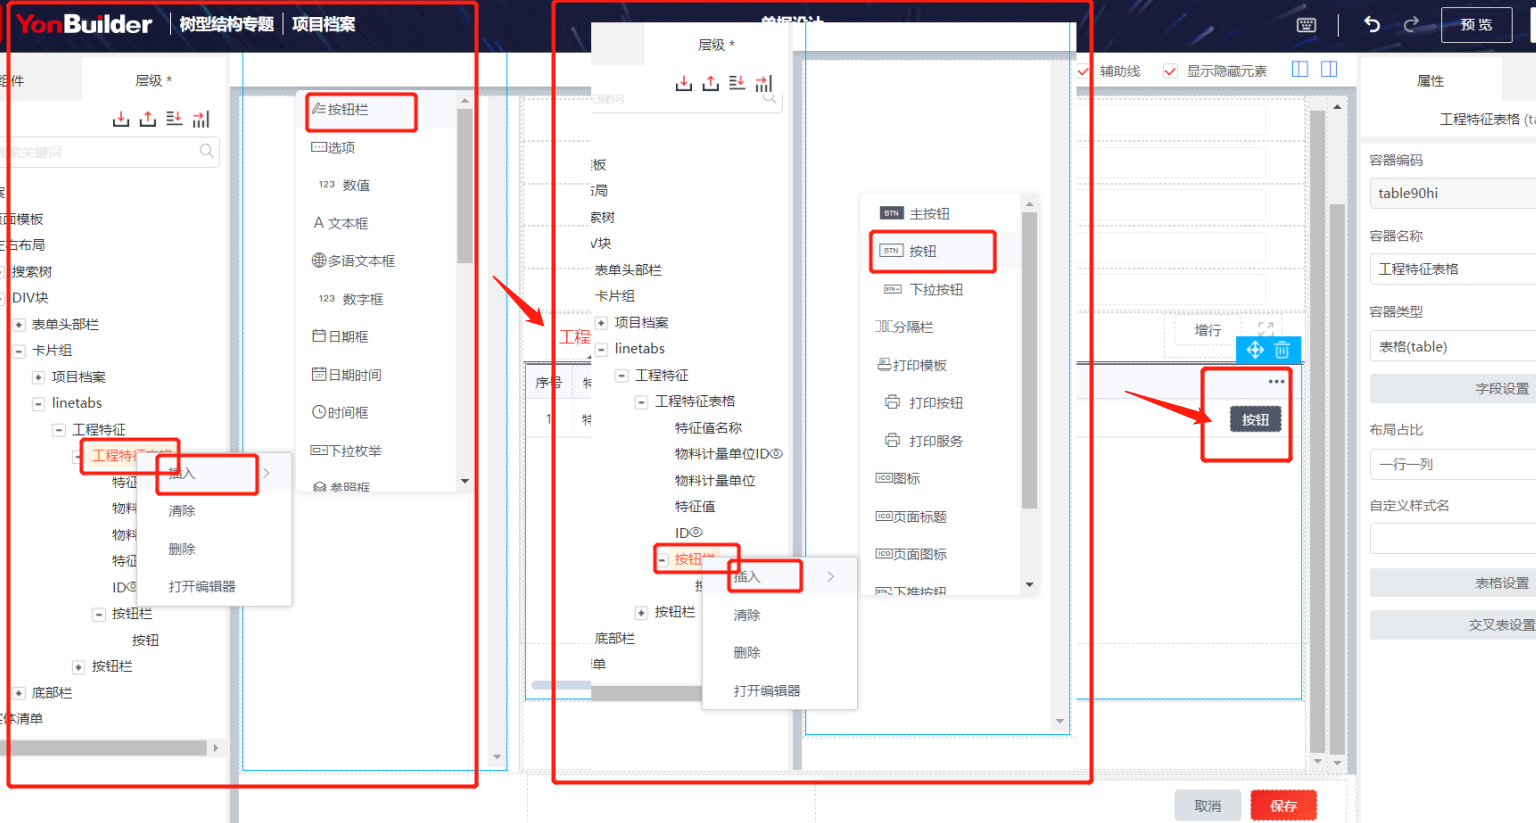 YonBuilder 树型结构专题 项目档案
预 览
组件
层级 *
搜索关键词
页面模板
左右布局
搜索树
DIV块
表单头部栏
卡片组
项目档案
linetabs
工程特征
工程特征表格
特征
物料
物料
特征
ID
按钮栏
按钮
按钮栏
底部栏
实体清单
插入
清除
删除
打开编辑器
按钮栏
选项
123 数值
A 文本框
多语文本框
123 数字框
日期框
日期时间
时间框
下拉枚举
参照框
层级 *
关键词
模板
布局
索树
V块
表单头部栏
卡片组
项目档案
linetabs
工程特征
工程特征表格
特征值名称
物料计量单位ID
物料计量单位
特征值
ID
按钮栏
按钮栏
底部栏
清单
插入
清除
删除
打开编辑器
BTN 主按钮
BTN 按钮
BTN 下拉按钮
分隔栏
打印模板
打印按钮
打印服务
ICO 图标
ICO 页面标题
ICO 页面图标
BTN 下推按钮
工程
序号 特
1 特
辅助线
显示隐藏元素
增行
按钮
属性
工程特征表格 (ta
容器编码
table90hi
容器名称
工程特征表格
容器类型
表格(table)
字段设置
布局占比
一行一列
自定义样式名
表格设置
交叉表设置
取消
保存